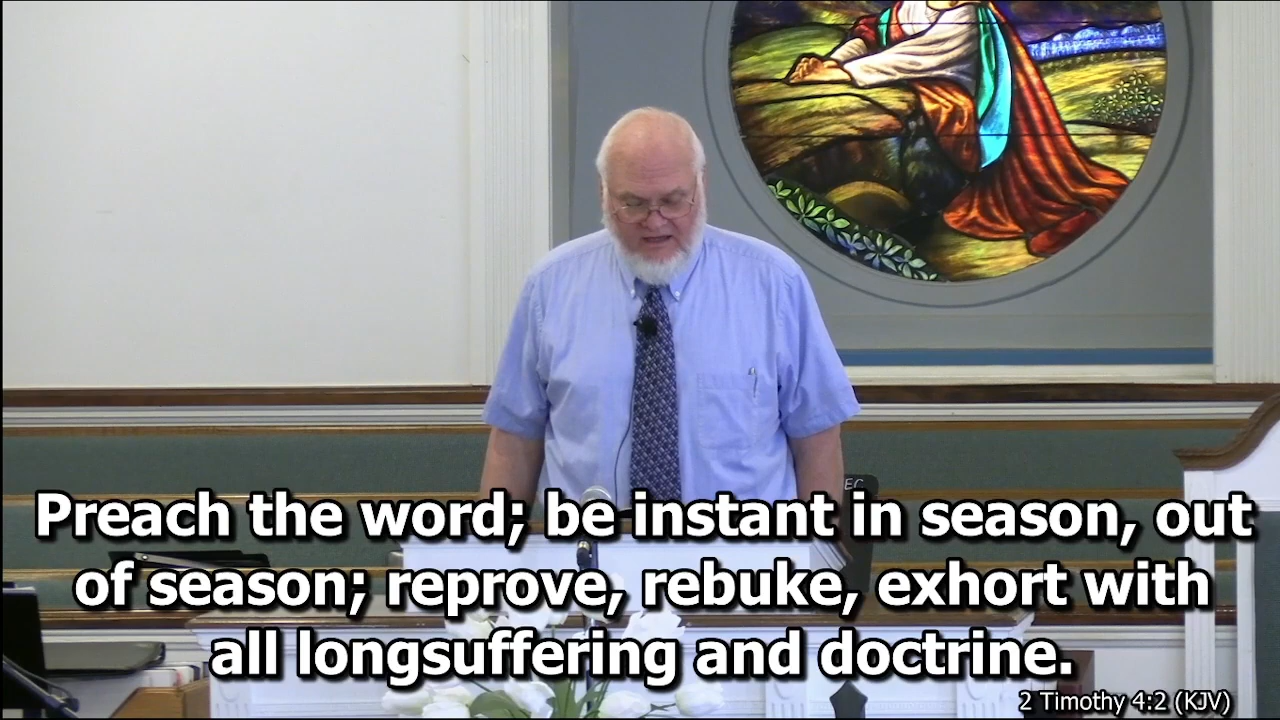 Preach the word; be instant in season, out
of season; reprove, rebuke, exhort with
all longsuffering and doctrine.
2 Timothy 4:2 (KJV)